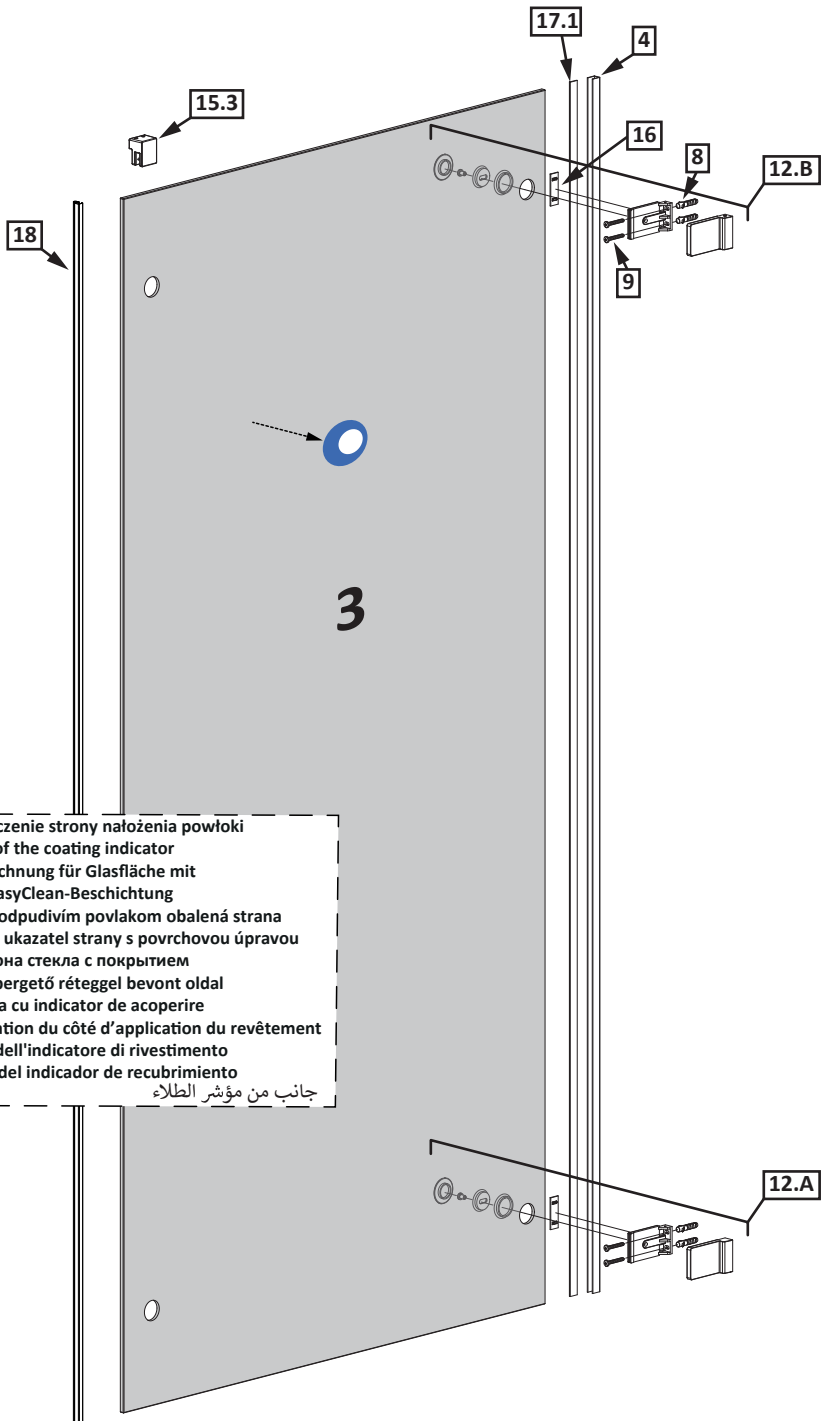 17.1
4
15.3
16
8
12.B
18
9
3
czenie strony nałożenia powłoki
of the coating indicator
chnung für Glasfläche mit
asyClean-Beschichtung
odpudivím povlakom obalená strana
ukazatel strany s povrchovou úpravou
на стекла с покрытием
pergető réteggel bevont oldal
a cu indicator de acoperire
tion du côté d'application du revêtement
dell'indicatore di rivestimento
del indicador de recubrimiento
جانب من مؤشر الطلاء
12.A